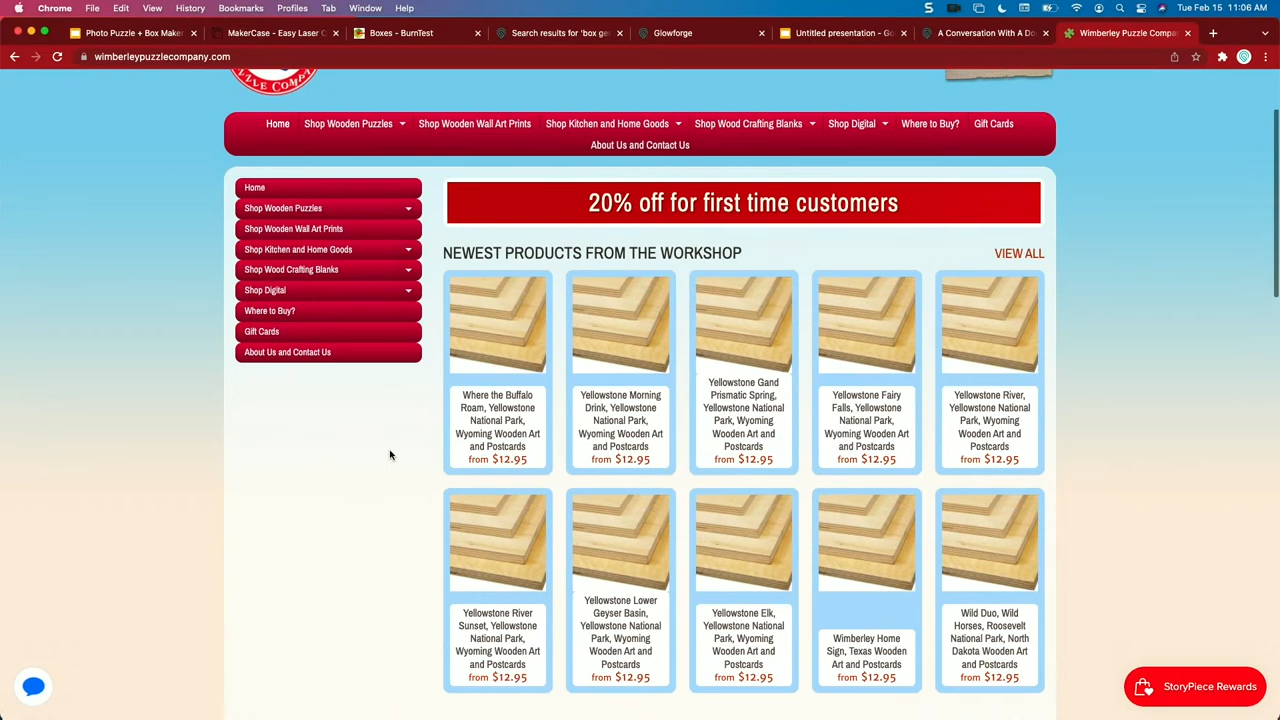 Chrome File Edit View History Bookmarks Profiles Tab Window Help
Tue Feb 15 11:06 AM
Photo Puzzle + Box Maker
MakerCase - Easy Laser C
Boxes - BurnTest
Search results for 'box ge
Glowforge
Untitled presentation - Go
A Conversation With A Do
Wimberley Puzzle Compa
wimberleypuzzlecompany.com
ZZLE COMP
Home Shop Wooden Puzzles Shop Wooden Wall Art Prints Shop Kitchen and Home Goods Shop Wood Crafting Blanks Shop Digital Where to Buy? Gift Cards
About Us and Contact Us
Home
Shop Wooden Puzzles
Shop Wooden Wall Art Prints
Shop Kitchen and Home Goods
Shop Wood Crafting Blanks
Shop Digital
Where to Buy?
Gift Cards
About Us and Contact Us
20% off for first time customers
NEWEST PRODUCTS FROM THE WORKSHOP
VIEW ALL
Where the Buffalo
Roam, Yellowstone
National Park,
Wyoming Wooden Art
and Postcards
from $12.95
Yellowstone Morning
Drink, Yellowstone
National Park,
Wyoming Wooden Art
and Postcards
from $12.95
Yellowstone Gand
Prismatic Spring,
Yellowstone National
Park, Wyoming
Wooden Art and
Postcards
from $12.95
Yellowstone Fairy
Falls, Yellowstone
National Park,
Wyoming Wooden Art
and Postcards
from $12.95
Yellowstone River,
Yellowstone National
Park, Wyoming
Wooden Art and
Postcards
from $12.95
Yellowstone River
Sunset, Yellowstone
National Park,
Wyoming Wooden Art
and Postcards
from $12.95
Yellowstone Lower
Geyser Basin,
Yellowstone National
Park, Wyoming
Wooden Art and
Postcards
from $12.95
Yellowstone Elk,
Yellowstone National
Park, Wyoming
Wooden Art and
Postcards
from $12.95
Wimberley Home
Sign, Texas Wooden
Art and Postcards
from $12.95
Wild Duo, Wild
Horses, Roosevelt
National Park, North
Dakota Wooden Art
and Postcards
from $12.95
StoryPiece Rewards